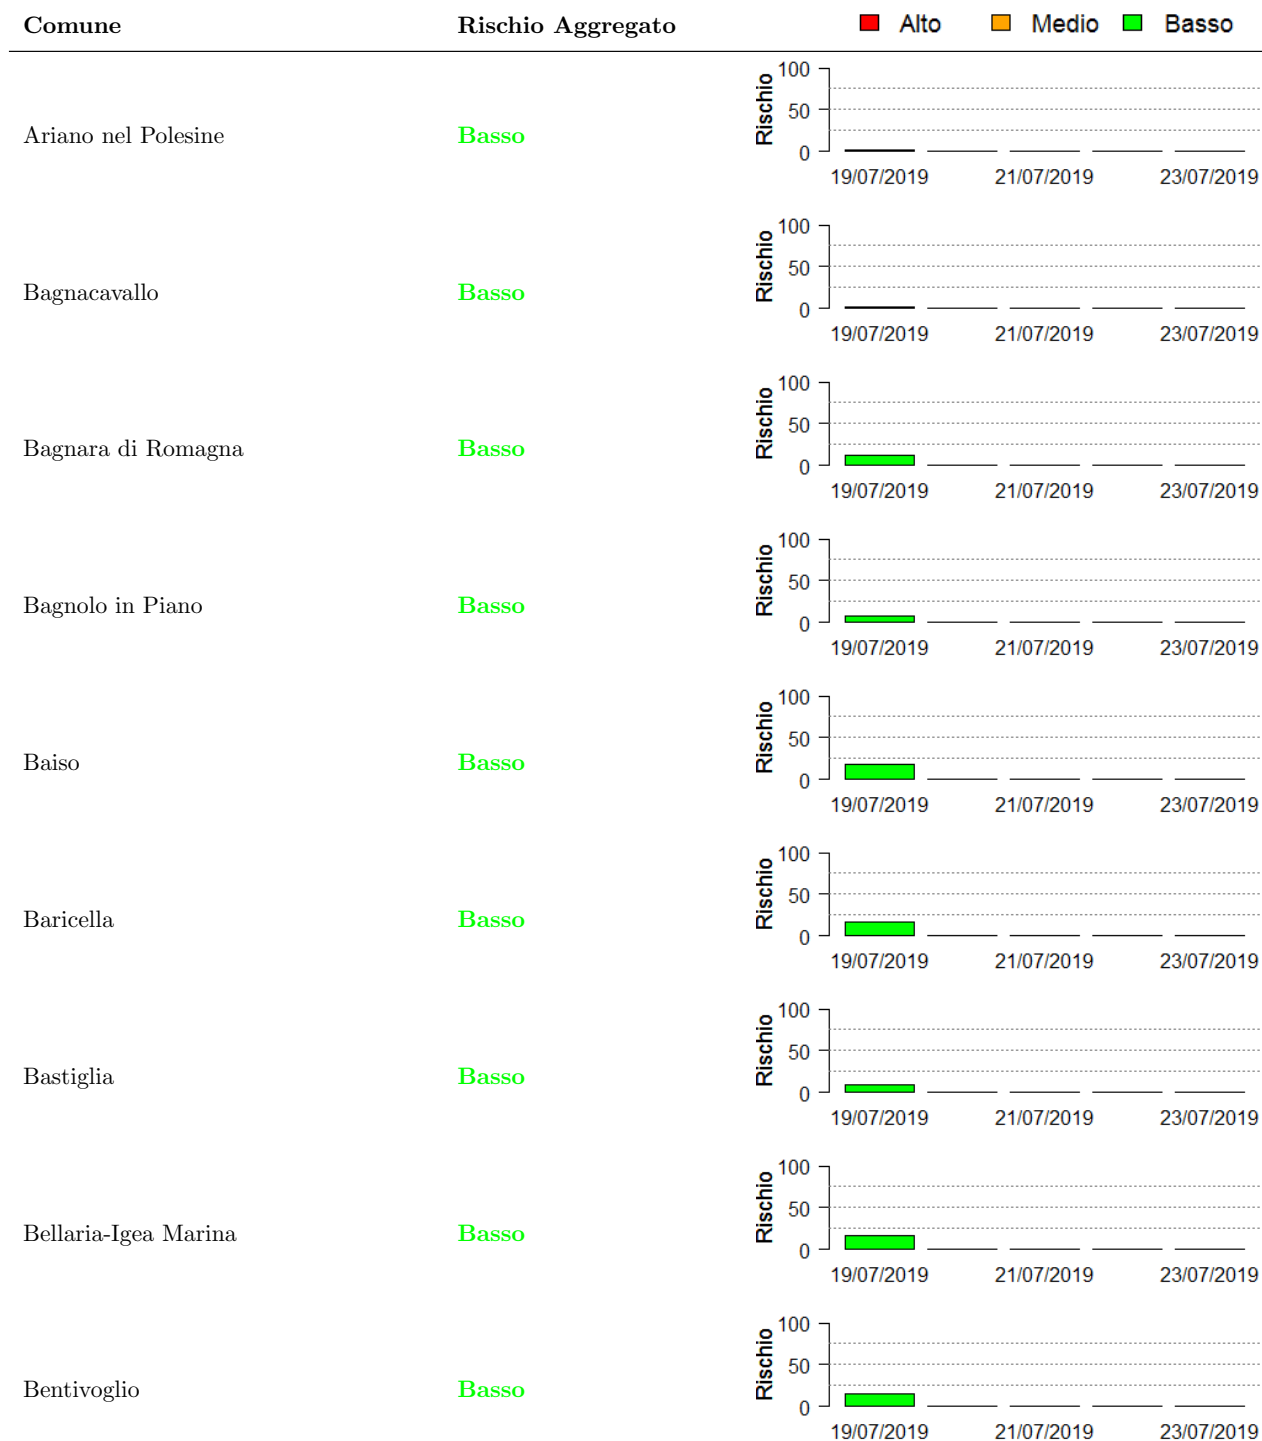 Comune Rischio Aggregato Alto Medio Basso
100
50
0
Rischio
Ariano nel Polesine Basso
19/07/2019 21/07/2019 23/07/2019
100
50
0
Rischio
Bagnacavallo Basso
19/07/2019 21/07/2019 23/07/2019
100
50
0
Rischio
Bagnara di Romagna Basso
19/07/2019 21/07/2019 23/07/2019
100
50
0
Rischio
Bagnolo in Piano Basso
19/07/2019 21/07/2019 23/07/2019
100
50
0
Rischio
Baiso Basso
19/07/2019 21/07/2019 23/07/2019
100
50
0
Rischio
Baricella Basso
19/07/2019 21/07/2019 23/07/2019
100
50
0
Rischio
Bastiglia Basso
19/07/2019 21/07/2019 23/07/2019
100
50
0
Rischio
Bellaria-Igea Marina Basso
19/07/2019 21/07/2019 23/07/2019
100
50
0
Rischio
Bentivoglio Basso
19/07/2019 21/07/2019 23/07/2019